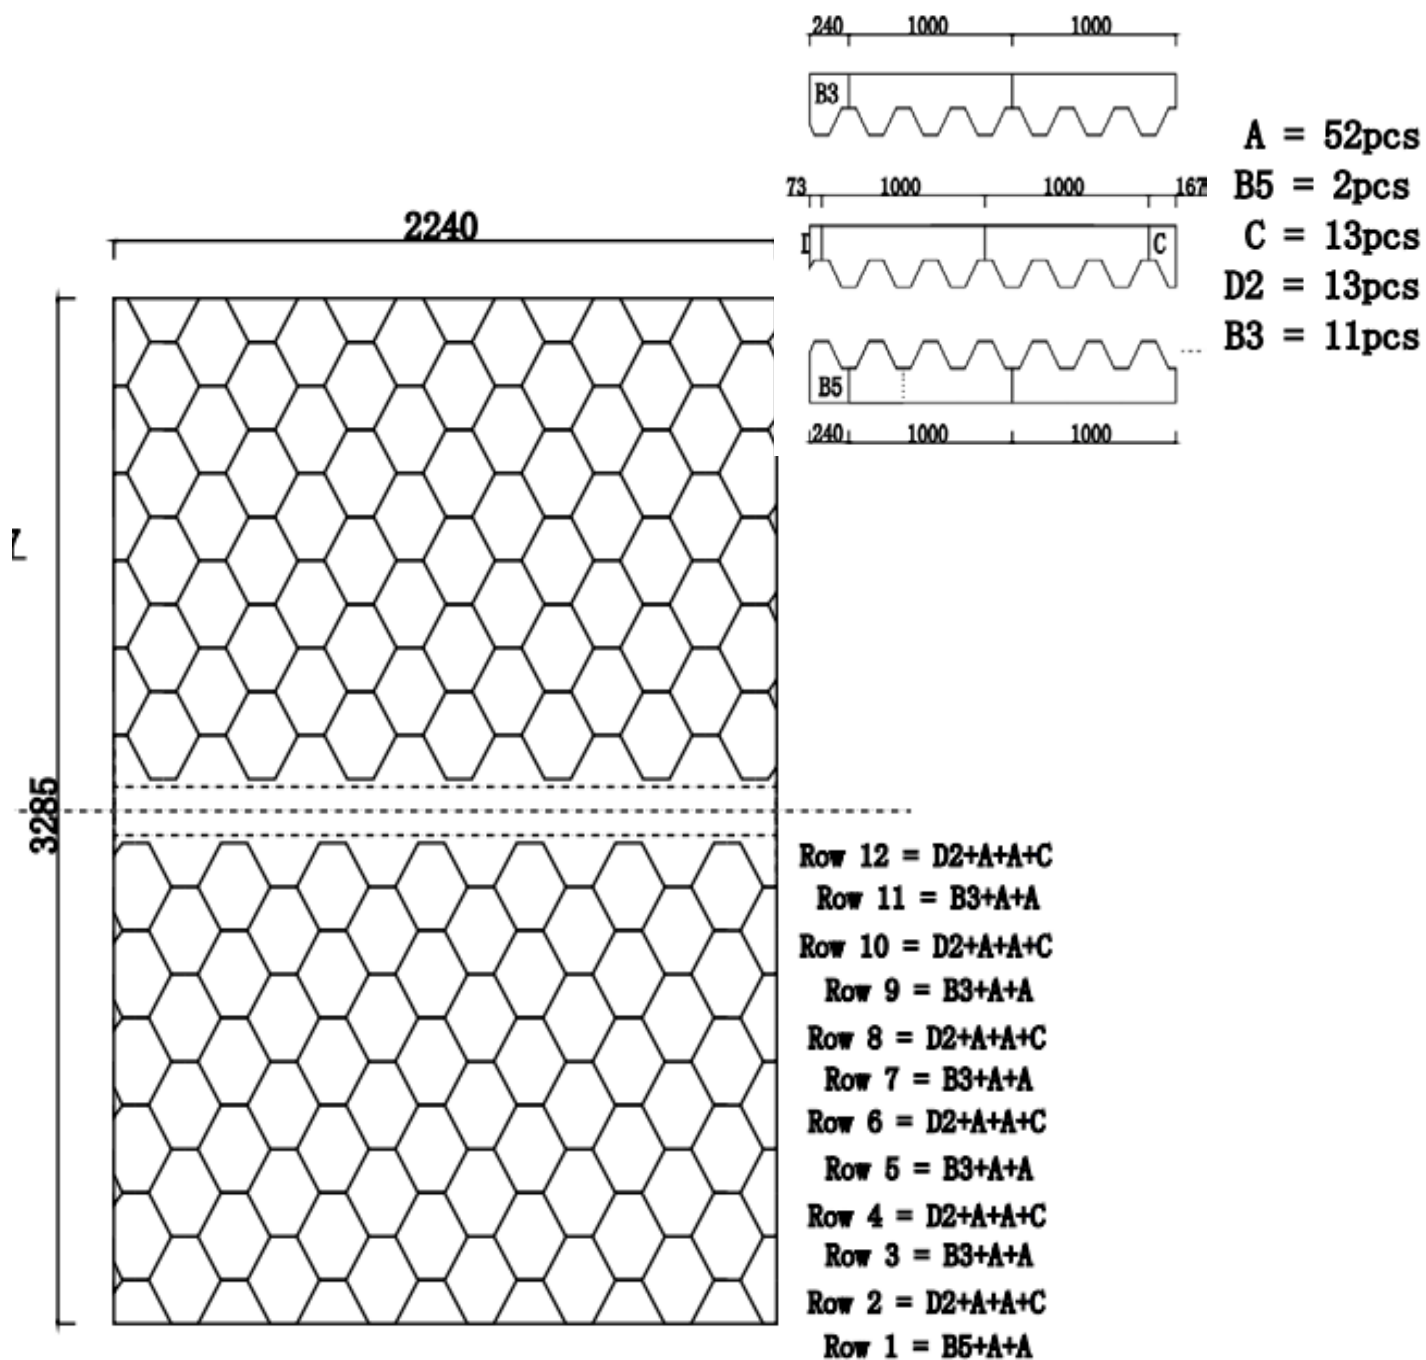 240 1000 1000
B3
A = 52pcs
B5 = 2pcs
C = 13pcs
D2 = 13pcs
B3 = 11pcs
73 1000 1000 167
C
B5
240 1000 1000
2240
3285
Row 12 = D2+A+A+C
Row 11 = B3+A+A
Row 10 = D2+A+A+C
Row 9 = B3+A+A
Row 8 = D2+A+A+C
Row 7 = B3+A+A
Row 6 = D2+A+A+C
Row 5 = B3+A+A
Row 4 = D2+A+A+C
Row 3 = B3+A+A
Row 2 = D2+A+A+C
Row 1 = B5+A+A